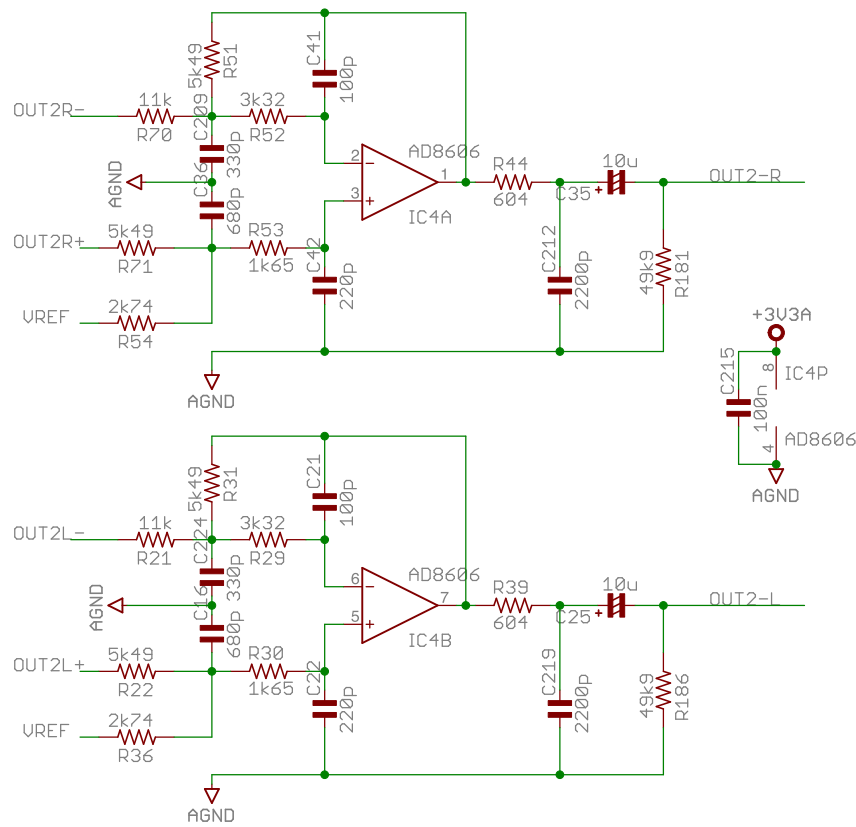 5k49
R51
C41
100p
OUT2R-
11k
R70
C209
330p
3k32
R52
AGND
C36
680p
2
3
1
AD8606
IC4A
R44
604
C35
10u
OUT2-R
OUT2R+
5k49
R71
R53
1k65
C42
220p
C212
2200p
49k9
R181
VREF
2k74
R54
AGND
+3V3A
C215
100n
8
IC4P
4
AD8606
AGND
5k49
R31
C21
100p
OUT2L-
11k
R21
C224
330p
3k32
R29
AGND
C16
680p
6
5
7
AD8606
IC4B
R39
604
C25
10u
OUT2-L
OUT2L+
5k49
R22
R30
1k65
C22
220p
C219
2200p
49k9
R186
VREF
2k74
R36
AGND